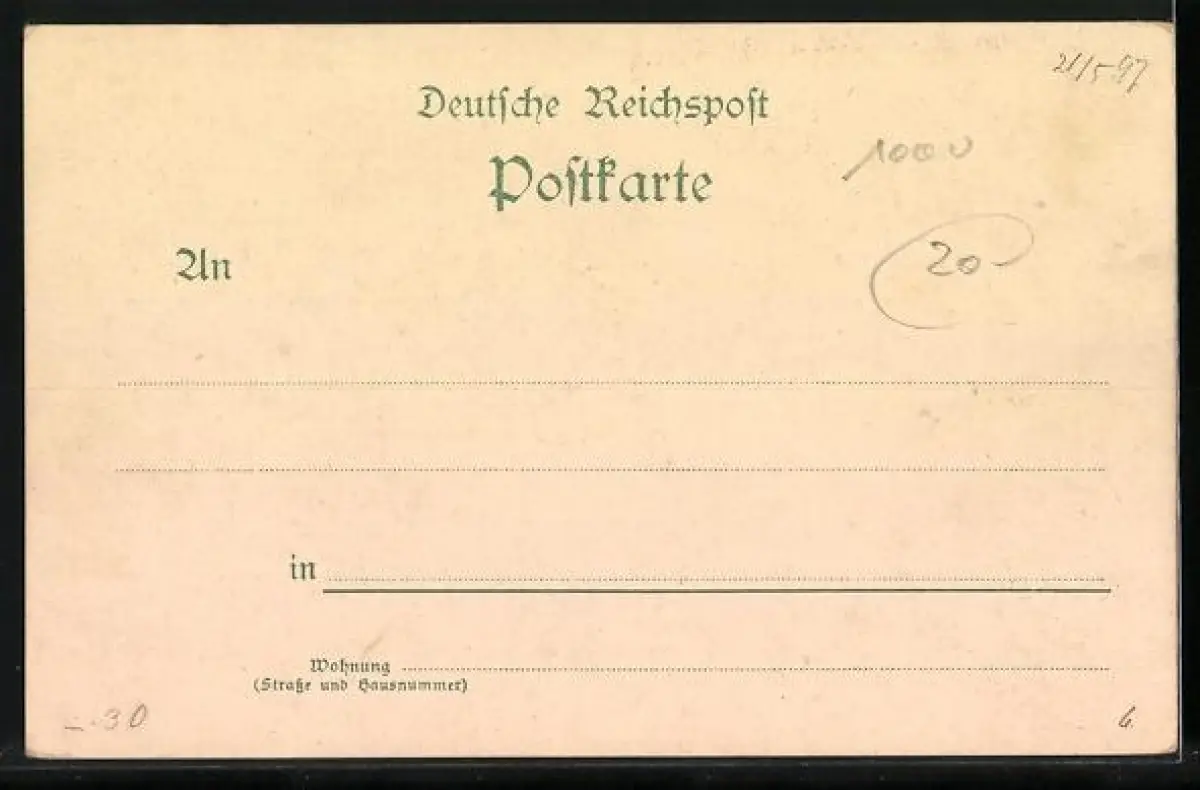 21/5 97
Deutsche Reichspost
Postkarte
1000
An
20
in
Wohnung
(Straße und Hausnummer)
-.30
6